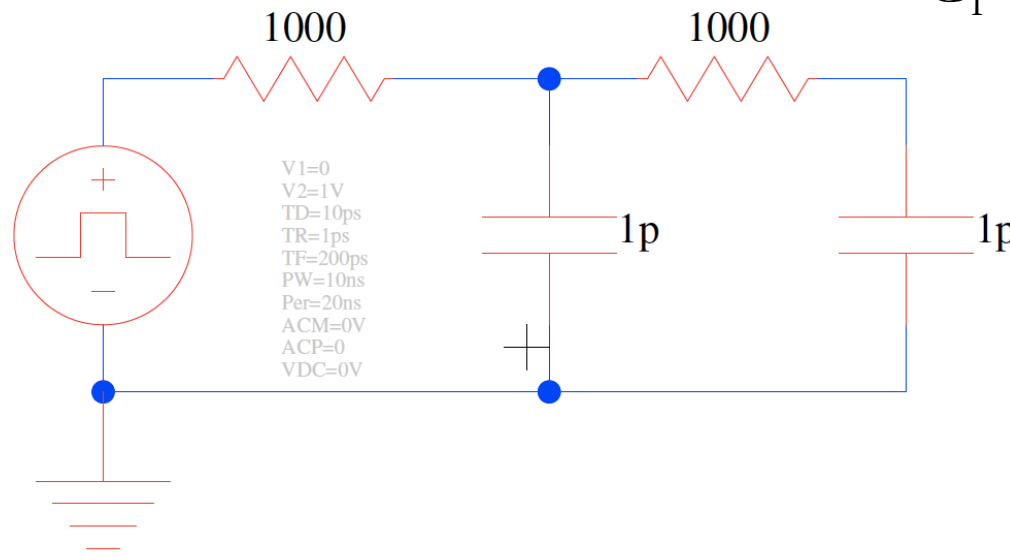 1000 1000
V1=0
V2=1V
TD=10ps
TR=1ps
TF=200ps
PW=10ns
Per=20ns
ACM=0V
ACP=0
VDC=0V
1p 1p
+
−